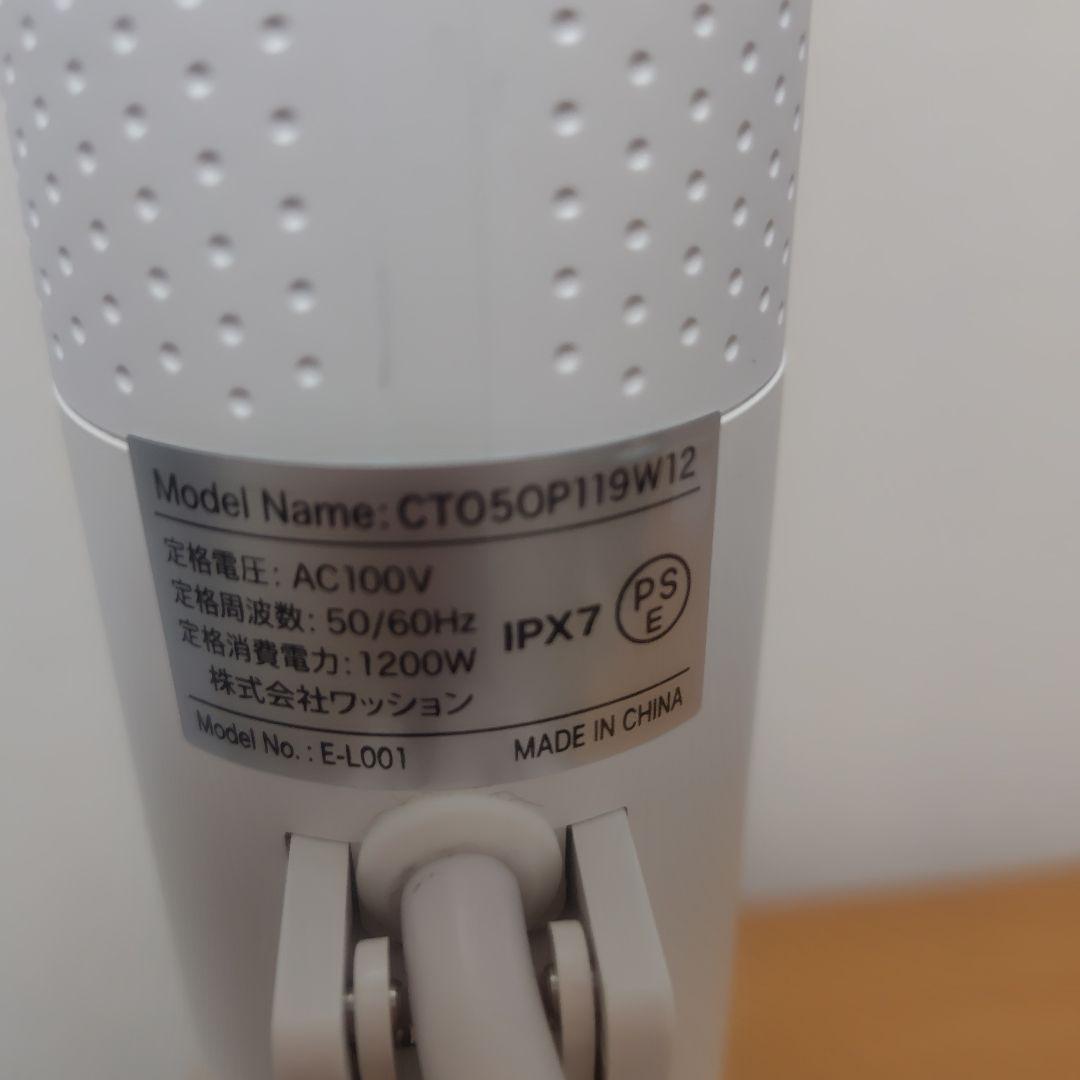 Model Name: CTO5OP119W12
定格電圧: AC100V
定格周波数: 50/60Hz
定格消費電力: 1200W
IPX7
PSE
株式会社ワッション
Model No.: E-L001
MADE IN CHINA